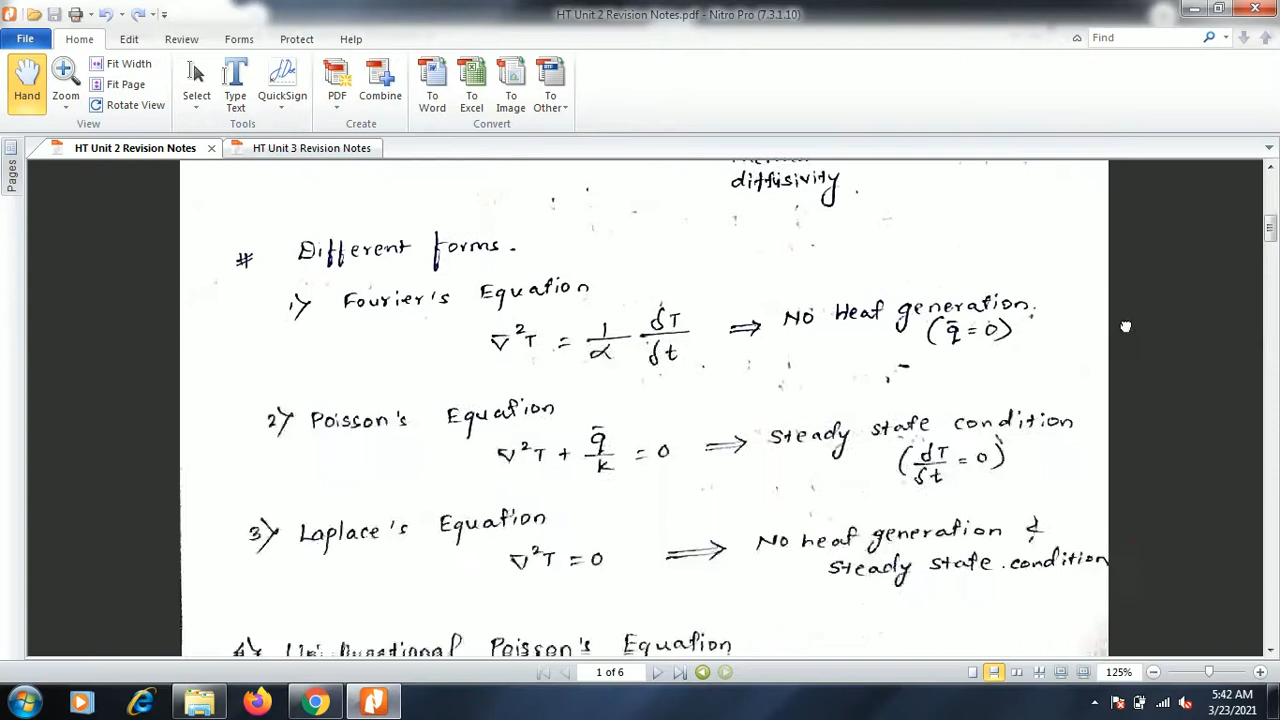 HT Unit 2 Revision Notes.pdf - Nitro Pro (7.3.1.10)
File Home Edit Review Forms Protect Help Find
Hand Zoom Fit Width Fit Page Rotate View Select Type Text QuickSign PDF Combine To Word To Excel To Image To Other
View Tools Create Convert
HT Unit 2 Revision Notes HT Unit 3 Revision Notes
Pages
diffusivity.
# Different forms.
1) Fourier's Equation
∇²T = 1/α δT/δt ⇒ No Heat generation. (q̄ = 0)
2) Poisson's Equation
∇²T + q̄/k = 0 ⇒ Steady state condition (dT/δt = 0)
3) Laplace's Equation
∇²T = 0 ⇒ No heat generation & steady state condition
Poisson's Equation
1 of 6 125%
5:42 AM
3/23/2021